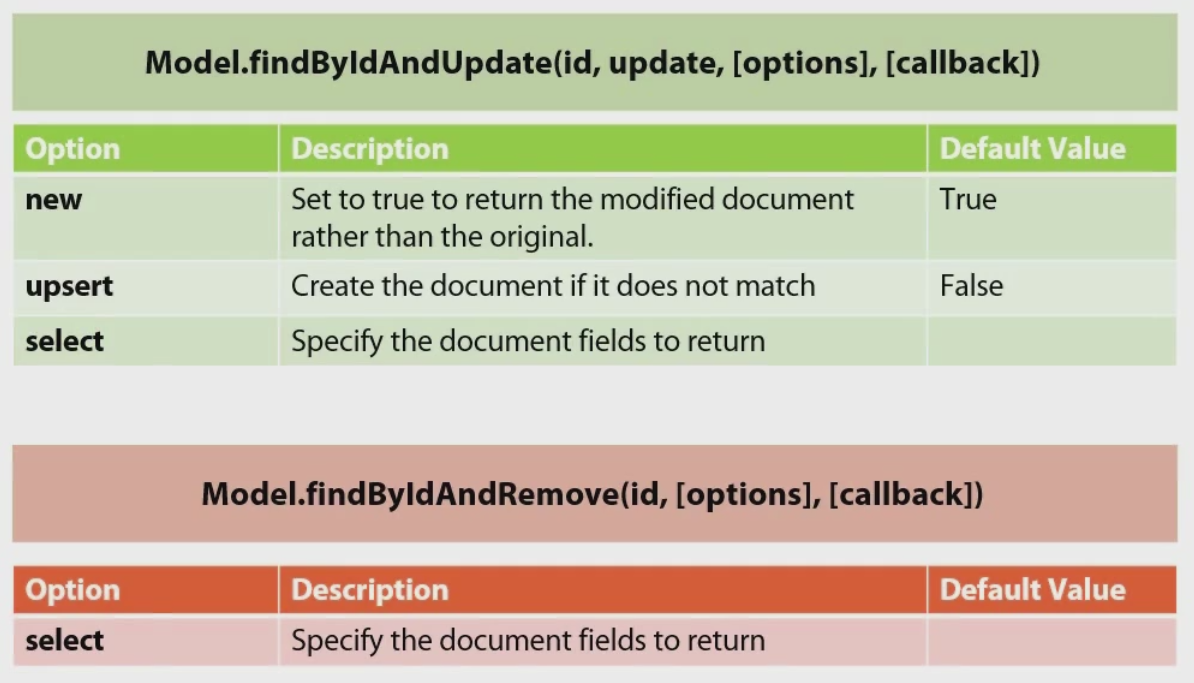 Model.findByIdAndUpdate(id, update, [options], [callback])
Option Description Default Value
new Set to true to return the modified document True
rather than the original.
upsert Create the document if it does not match False
select Specify the document fields to return
Model.findByIdAndRemove(id, [options], [callback])
Option Description Default Value
select Specify the document fields to return